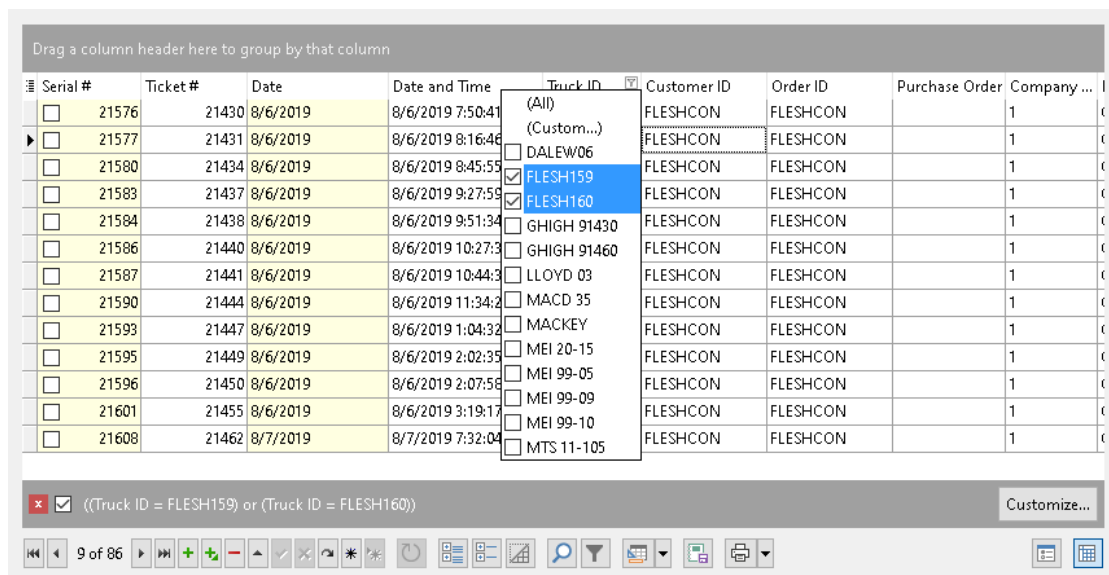 Drag a column header here to group by that column
Serial # Ticket # Date Date and Time Truck ID Customer ID Order ID Purchase Order Company ...
21576 21430 8/6/2019 8/6/2019 7:50:41 FLESHCON FLESHCON 1
21577 21431 8/6/2019 8/6/2019 8:16:46 FLESHCON FLESHCON 1
21580 21434 8/6/2019 8/6/2019 8:45:55 FLESHCON FLESHCON 1
21583 21437 8/6/2019 8/6/2019 9:27:59 FLESHCON FLESHCON 1
21584 21438 8/6/2019 8/6/2019 9:51:34 FLESHCON FLESHCON 1
21586 21440 8/6/2019 8/6/2019 10:27:3 FLESHCON FLESHCON 1
21587 21441 8/6/2019 8/6/2019 10:44:3 FLESHCON FLESHCON 1
21590 21444 8/6/2019 8/6/2019 11:34:2 FLESHCON FLESHCON 1
21593 21447 8/6/2019 8/6/2019 1:04:32 FLESHCON FLESHCON 1
21595 21449 8/6/2019 8/6/2019 2:02:35 FLESHCON FLESHCON 1
21596 21450 8/6/2019 8/6/2019 2:07:58 FLESHCON FLESHCON 1
21601 21455 8/6/2019 8/6/2019 3:19:17 FLESHCON FLESHCON 1
21608 21462 8/7/2019 8/7/2019 7:32:04 FLESHCON FLESHCON 1
(All)
(Custom...)
DALEW06
FLESH159
FLESH160
GHIGH 91430
GHIGH 91460
LLOYD 03
MACD 35
MACKEY
MEI 20-15
MEI 99-05
MEI 99-09
MEI 99-10
MTS 11-105
((Truck ID = FLESH159) or (Truck ID = FLESH160))
Customize...
9 of 86